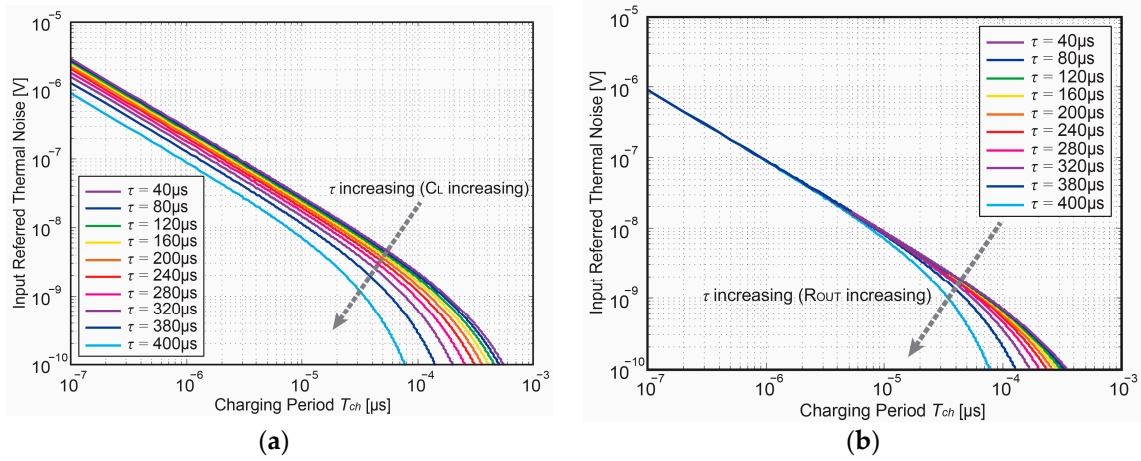 (a)
10⁻⁵
10⁻⁶
10⁻⁷
10⁻⁸
10⁻⁹
10⁻¹⁰
Input Referred Thermal Noise [V]
τ = 40μs
τ = 80μs
τ = 120μs
τ = 160μs
τ = 200μs
τ = 240μs
τ = 280μs
τ = 320μs
τ = 380μs
τ = 400μs
τ increasing (CL increasing)
10⁻⁷ 10⁻⁶ 10⁻⁵ 10⁻⁴ 10⁻³
Charging Period Tch [μs]
(a)
(b)
10⁻⁵
10⁻⁶
10⁻⁷
10⁻⁸
10⁻⁹
10⁻¹⁰
Input Referred Thermal Noise [V]
τ = 40μs
τ = 80μs
τ = 120μs
τ = 160μs
τ = 200μs
τ = 240μs
τ = 280μs
τ = 320μs
τ = 380μs
τ = 400μs
τ increasing (ROUT increasing)
10⁻⁷ 10⁻⁶ 10⁻⁵ 10⁻⁴ 10⁻³
Charging Period Tch [μs]
(b)